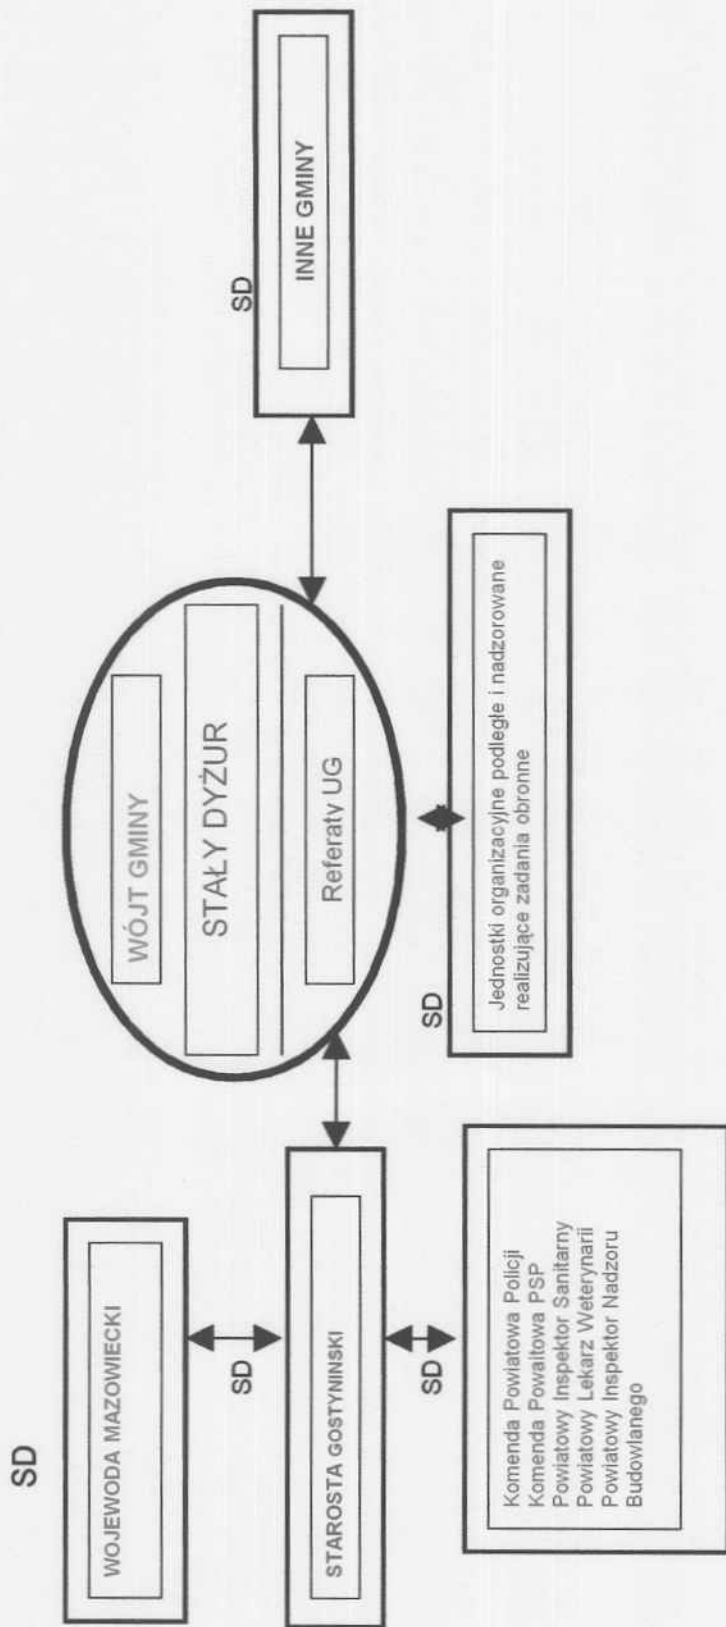 SD
WOJEWODA MAZOWIECKI
SD
STAROSTA GOSTYNINSKI
SD
Komenda Powiatowa Policji
Komenda Powaitowa PSP
Powiatowy Inspektor Sanitarny
Powiatowy Lekarz Weterynarii
Powiatowy Inspektor Nadzoru
Budowlanego
WÓJT GMINY
STAŁY DYŻUR
Referaty UG
SD
Jednostki organizacyjne podległe i nadzorowane
realizujące zadania obronne
SD
INNE GMINY